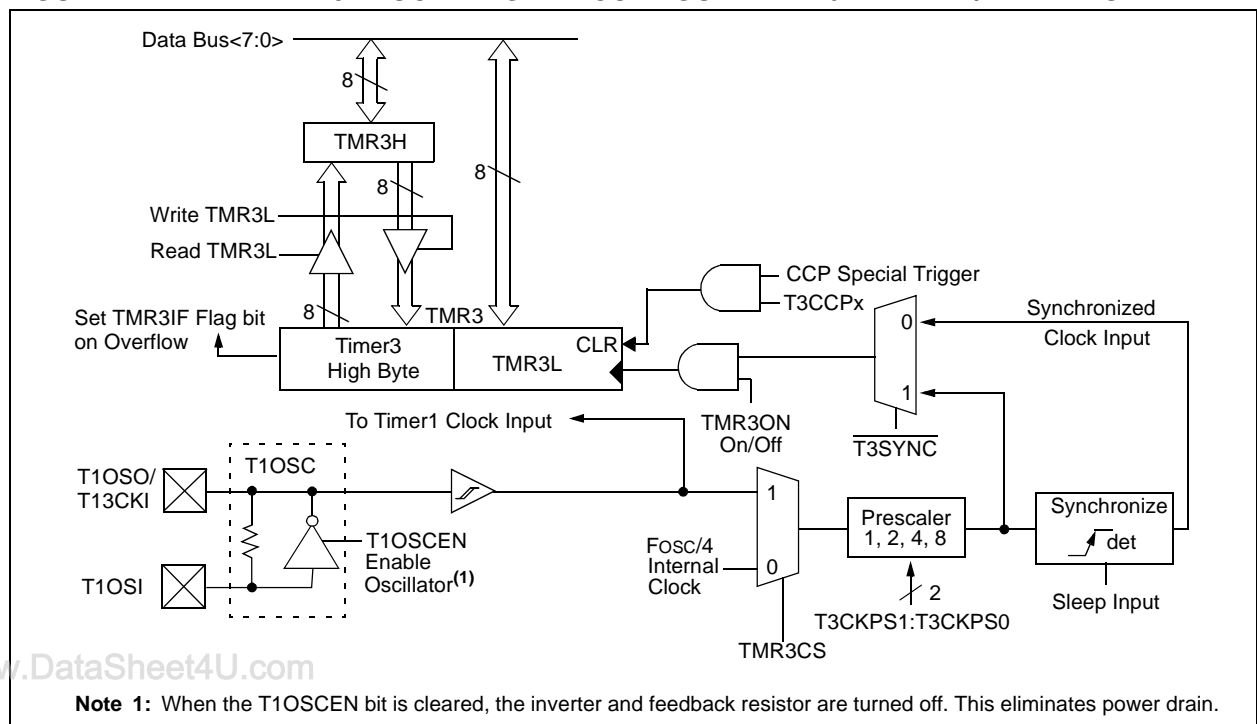 Data Bus<7:0>
8
TMR3H
8
8
Write TMR3L
Read TMR3L
8
TMR3
CCP Special Trigger
T3CCPx
Set TMR3IF Flag bit
on Overflow
Timer3
High Byte
TMR3L
CLR
0
1
Synchronized
Clock Input
To Timer1 Clock Input
TMR3ON
On/Off
T3SYNC
T1OSO/
T13CKI
T1OSC
T1OSCEN
Enable
Oscillator(1)
T1OSI
FOSC/4
Internal
Clock
1
0
TMR3CS
Prescaler
1, 2, 4, 8
2
T3CKPS1:T3CKPS0
Synchronize
det
Sleep Input
w.DataSheet4U.com
Note 1: When the T1OSCEN bit is cleared, the inverter and feedback resistor are turned off. This eliminates power drain.